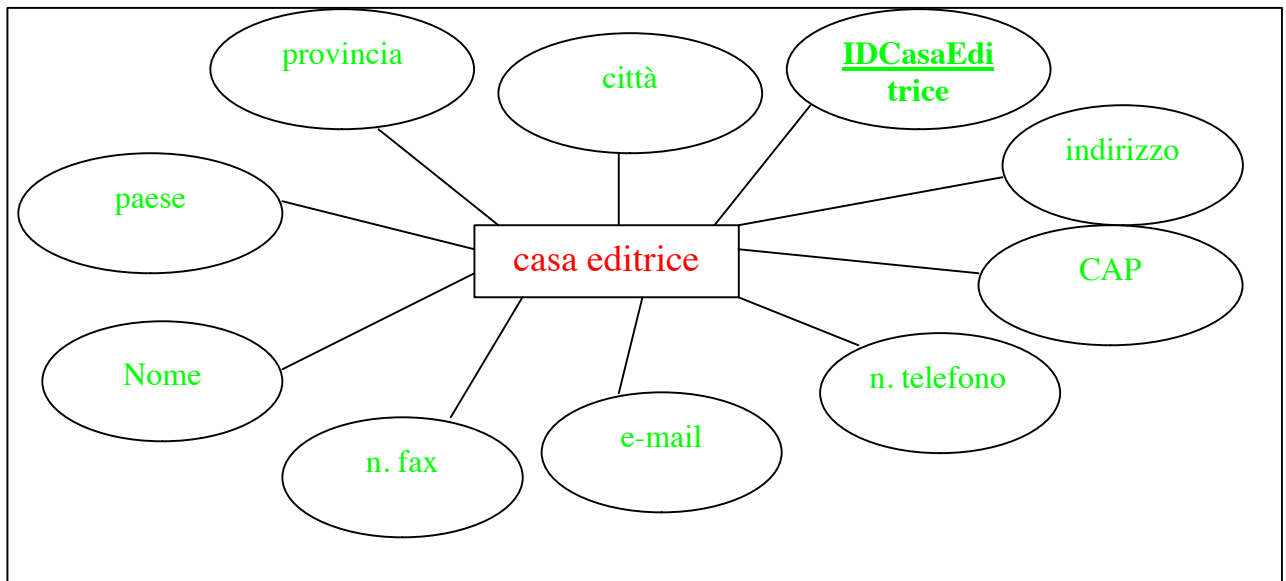 provincia
città
IDCasaEdi
trice
indirizzo
paese
casa editrice
CAP
Nome
n. telefono
e-mail
n. fax